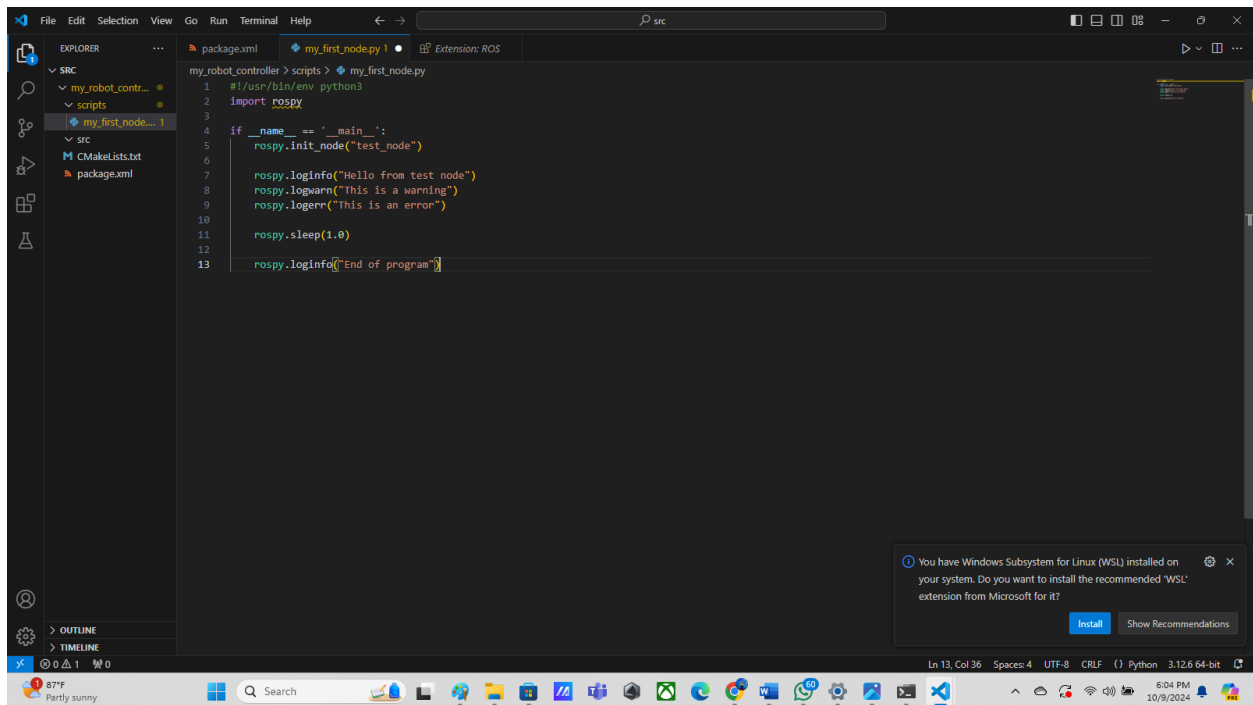 File Edit Selection View Go Run Terminal Help
src
EXPLORER
package.xml
my_first_node.py 1
Extension: ROS
SRC
my_robot_contr...
scripts
my_first_node.... 1
src
CMakeLists.txt
package.xml
my_robot_controller > scripts > my_first_node.py
1 #!/usr/bin/env python3
2 import rospy
3
4 if __name__ == '__main__':
5 rospy.init_node("test_node")
6
7 rospy.loginfo("Hello from test node")
8 rospy.logwarn("This is a warning")
9 rospy.logerr("This is an error")
10
11 rospy.sleep(1.0)
12
13 rospy.loginfo("End of program")
You have Windows Subsystem for Linux (WSL) installed on
your system. Do you want to install the recommended 'WSL'
extension from Microsoft for it?
Install Show Recommendations
OUTLINE
TIMELINE
0 1 0
Ln 13, Col 36 Spaces: 4 UTF-8 CRLF {} Python 3.12.6 64-bit
87°F
Partly sunny
Search
6:04 PM
10/9/2024